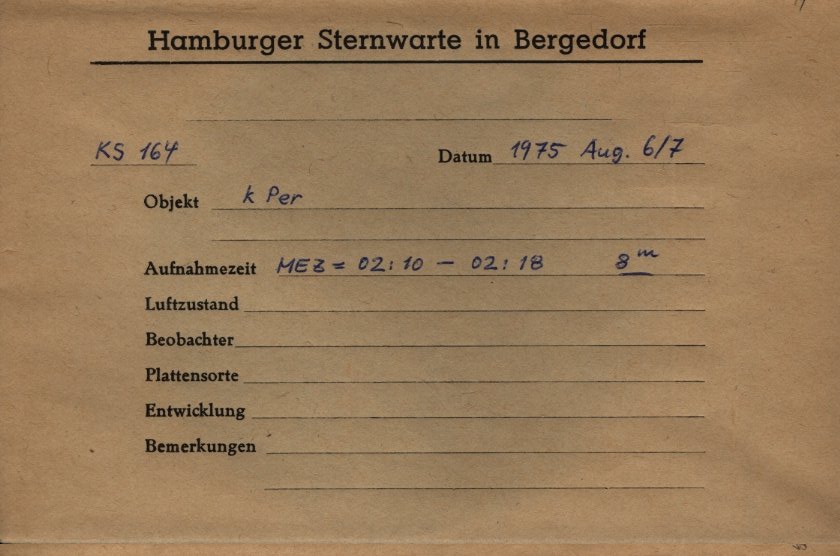 Hamburger Sternwarte in Bergedorf
KS 164 Datum 1975 Aug. 6/7
Objekt k Per
Aufnahmezeit MEZ = 02:10 — 02:18 8ᵐ
Luftzustand
Beobachter
Plattensorte
Entwicklung
Bemerkungen